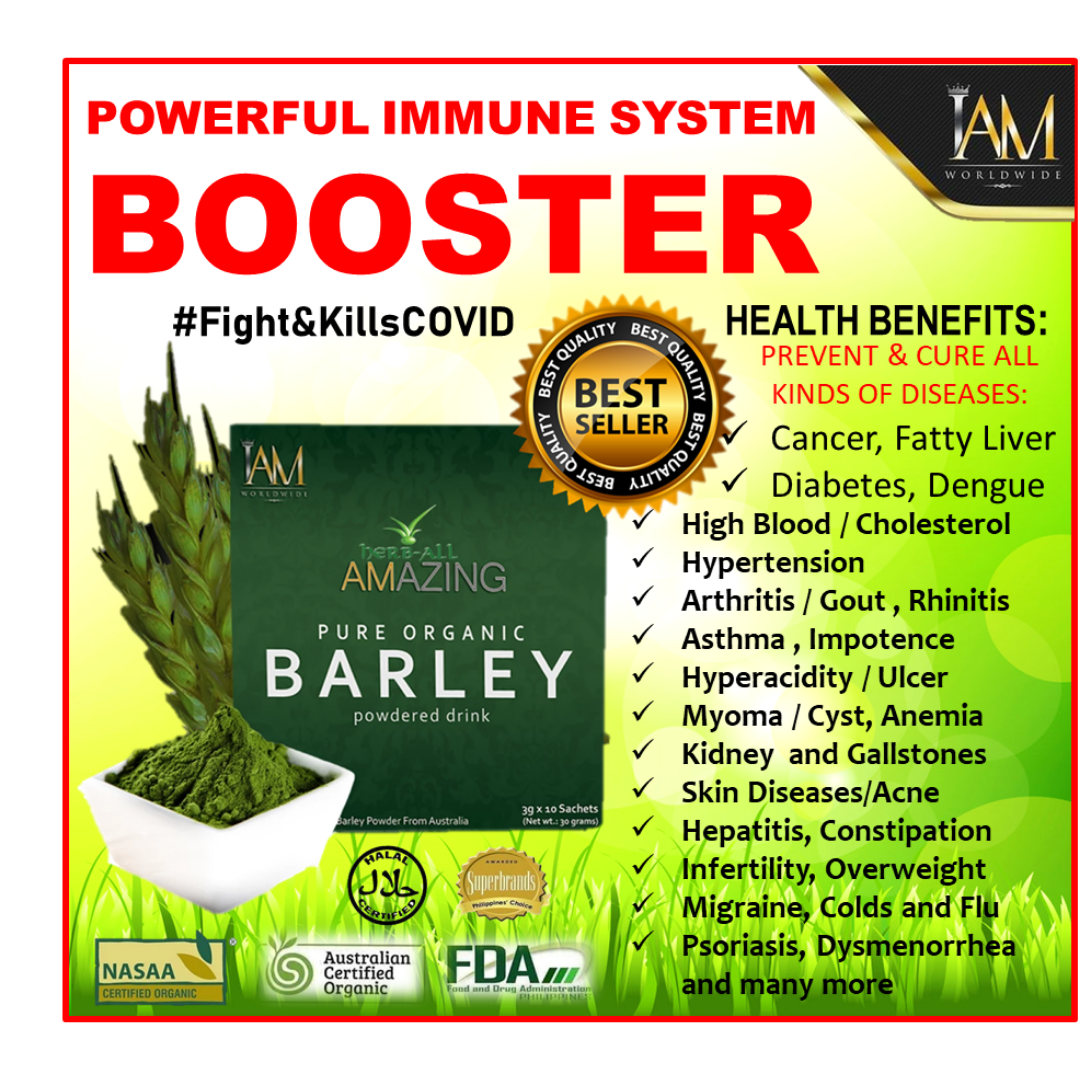 POWERFUL IMMUNE SYSTEM
BOOSTER
IAM
WORLDWIDE
#Fight&KillsCOVID
BEST QUALITY BEST QUALITY BEST QUALITY BEST QUALITY
BEST
SELLER
HEALTH BENEFITS:
PREVENT & CURE ALL
KINDS OF DISEASES:
✓ Cancer, Fatty Liver
✓ Diabetes, Dengue
✓ High Blood / Cholesterol
✓ Hypertension
✓ Arthritis / Gout , Rhinitis
✓ Asthma , Impotence
✓ Hyperacidity / Ulcer
✓ Myoma / Cyst, Anemia
✓ Kidney and Gallstones
✓ Skin Diseases/Acne
✓ Hepatitis, Constipation
✓ Infertility, Overweight
✓ Migraine, Colds and Flu
✓ Psoriasis, Dysmenorrhea
and many more
IAM
WORLDWIDE
herb-all
AMAZING
PURE ORGANIC
BARLEY
powdered drink
3g x 10 Sachets
(Net wt.: 30 grams)
Barley Powder From Australia
HALAL
حلال
CERTIFIED
AWARDED
Superbrands
Philippines' Choice
NASAA
CERTIFIED ORGANIC
®
Australian
Certified
Organic
FDA
Food and Drug Administration
PHILIPPINES